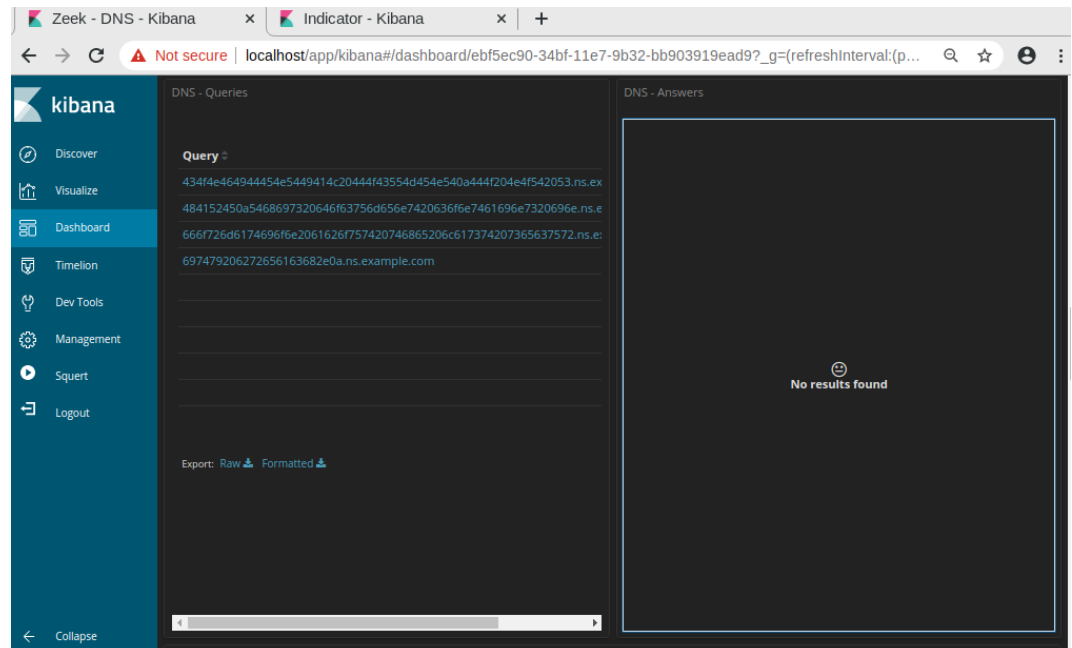 Zeek - DNS - Kibana
Indicator - Kibana
Not secure | localhost/app/kibana#/dashboard/ebf5ec90-34bf-11e7-9b32-bb903919ead9?_g=(refreshInterval:(p...
kibana
Discover
Visualize
Dashboard
Timelion
Dev Tools
Management
Squert
Logout
Collapse
DNS - Queries
Query
434f4e464944454e5449414c20444f43554d454e540a444f204e4f542053.ns.ex
484152450a5468697320646f63756d656e7420636f6e7461696e7320696e.ns.e
666f726d6174696f6e2061626f757420746865206c617374207365637572.ns.e
697479206272656163682e0a.ns.example.com
Export: Raw Formatted
DNS - Answers
No results found